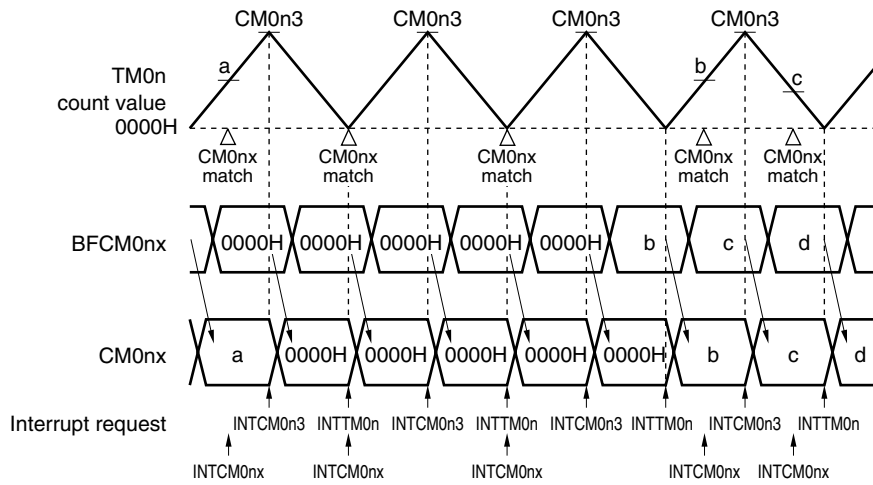 CM0n3 CM0n3 CM0n3 CM0n3
a b
TM0n c
count value
0000H
CM0nx CM0nx CM0nx CM0nx CM0nx
match match match match match
BFCM0nx 0000H 0000H 0000H 0000H 0000H b c d
CM0nx a 0000H 0000H 0000H 0000H 0000H b c d
Interrupt request INTCM0n3 INTTM0n INTCM0n3 INTTM0n INTCM0n3 INTTM0n INTCM0n3 INTTM0n
INTCM0nx INTCM0nx INTCM0nx INTCM0nx INTCM0nx